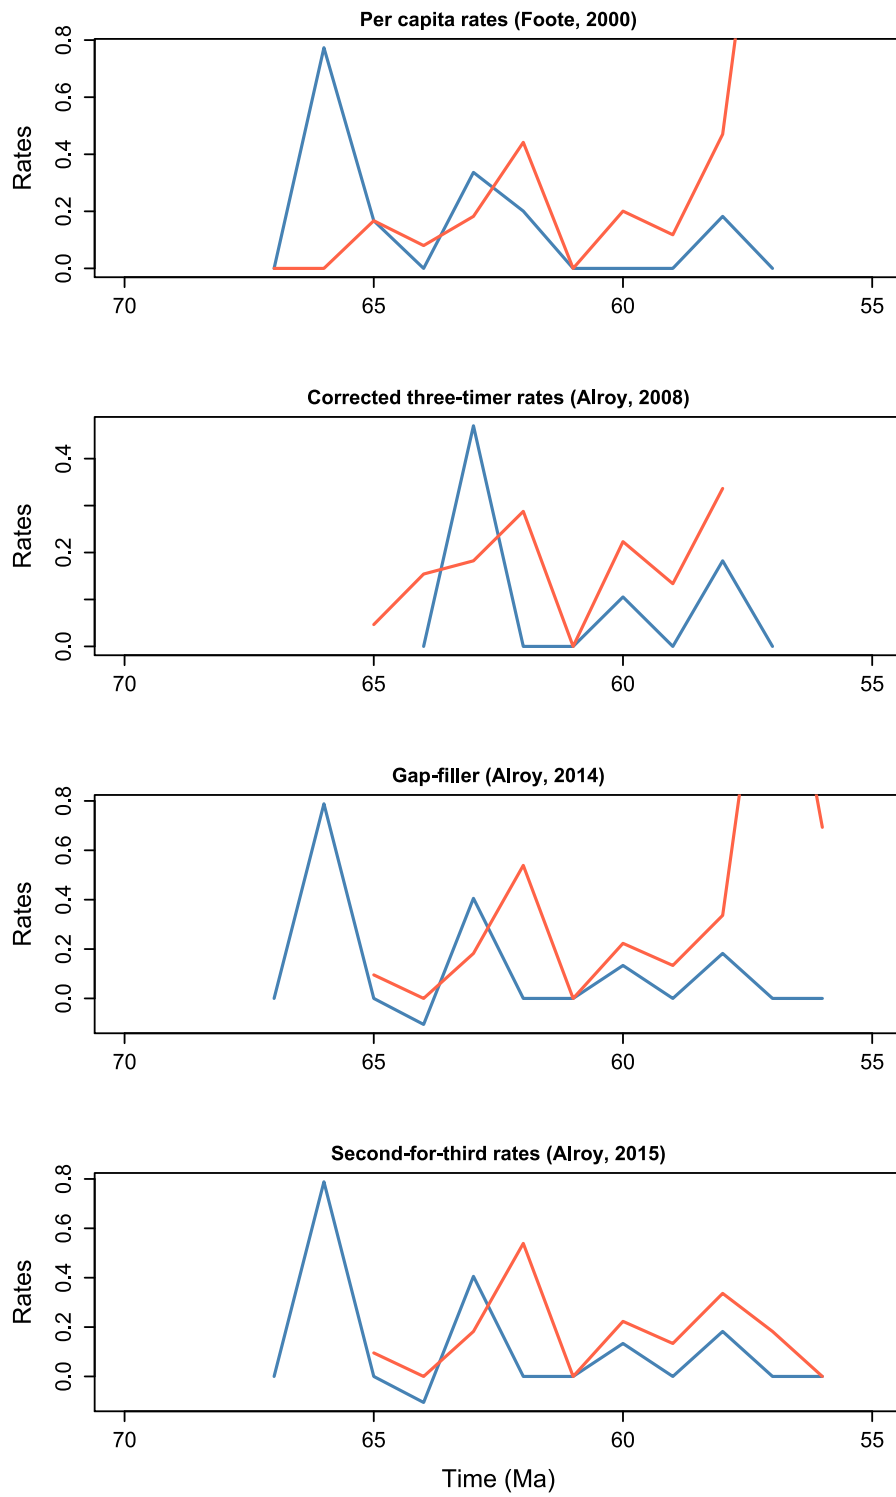 Per capita rates (Foote, 2000)
0.8
0.6
0.4
0.2
0.0
Rates
70 65 60 55
Corrected three-timer rates (Alroy, 2008)
0.4
0.2
0.0
Rates
70 65 60 55
Gap-filler (Alroy, 2014)
0.8
0.6
0.4
0.2
0.0
Rates
70 65 60 55
Second-for-third rates (Alroy, 2015)
0.8
0.6
0.4
0.2
0.0
Rates
70 65 60 55
Time (Ma)